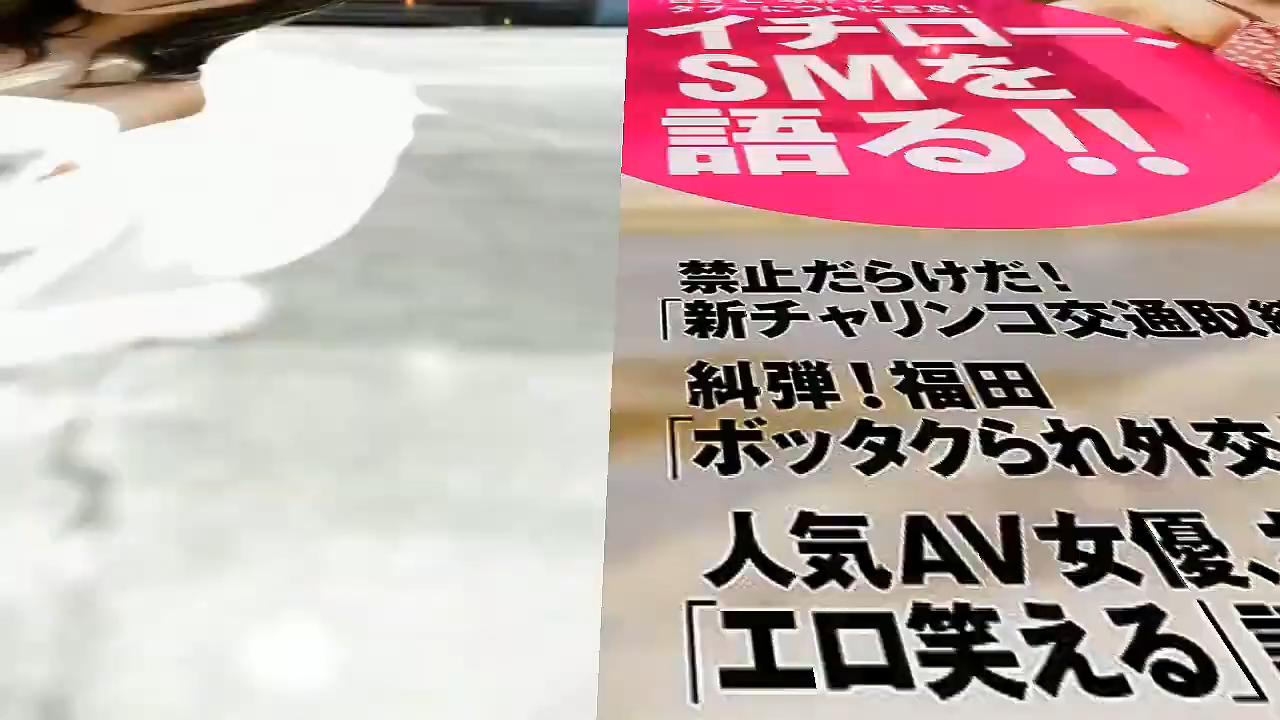 イチロー、
SMを
語る!!
禁止だらけだ!
「新チャリンコ交通取
糾弾!福田
「ボッタクられ外交
人気AV女優、
「エロ笑える」